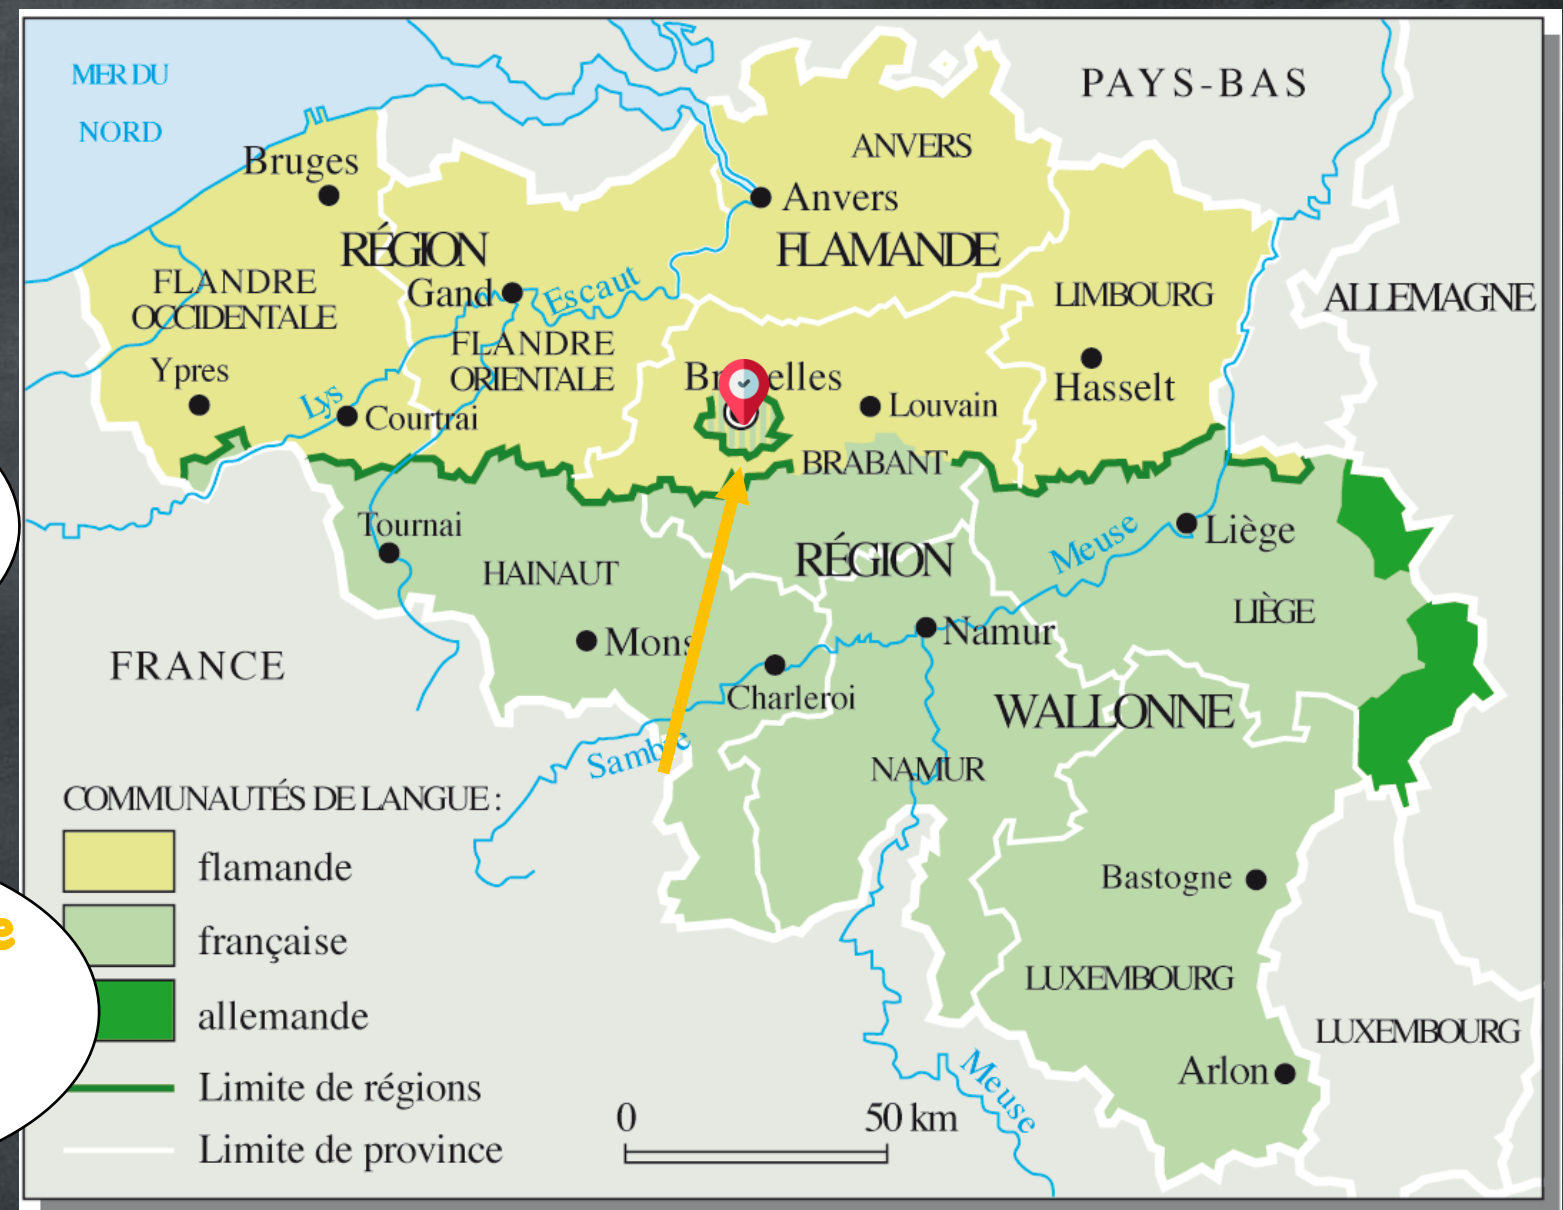 MER DU
NORD
PAYS-BAS
ANVERS
Bruges
Anvers
RÉGION
FLAMANDE
FLANDRE
OCCIDENTALE
Gand
Escaut
LIMBOURG
ALLEMAGNE
FLANDRE
ORIENTALE
Ypres
Lys
Courtrai
Louvain
Hasselt
BRABANT
Tournai
HAINAUT
RÉGION
Meuse
Liège
LIÈGE
Mons
Namur
FRANCE
Charleroi
WALLONNE
Sambre
NAMUR
COMMUNAUTÉS DE LANGUE :
flamande
française
allemande
Limite de régions
Limite de province
Bastogne
LUXEMBOURG
LUXEMBOURG
Arlon
Meuse
0 50 km